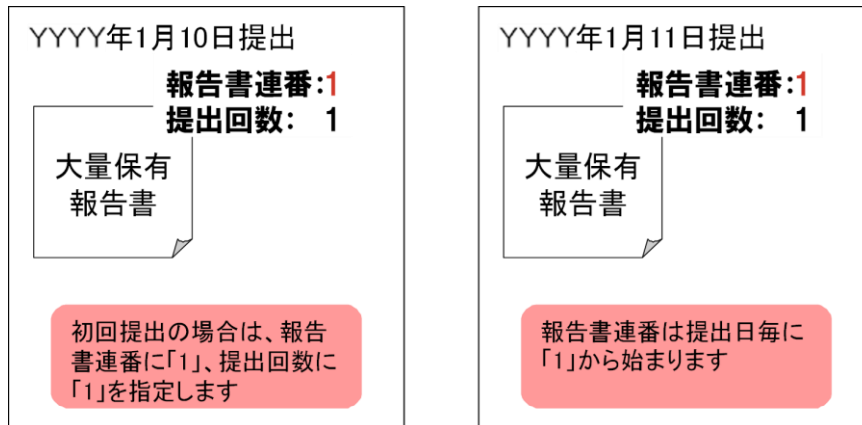 YYYY年1月10日提出
報告書連番:1
提出回数: 1
大量保有
報告書
初回提出の場合は、報告
書連番に「1」、提出回数に
「1」を指定します
YYYY年1月11日提出
報告書連番:1
提出回数: 1
大量保有
報告書
報告書連番は提出日毎に
「1」から始まります